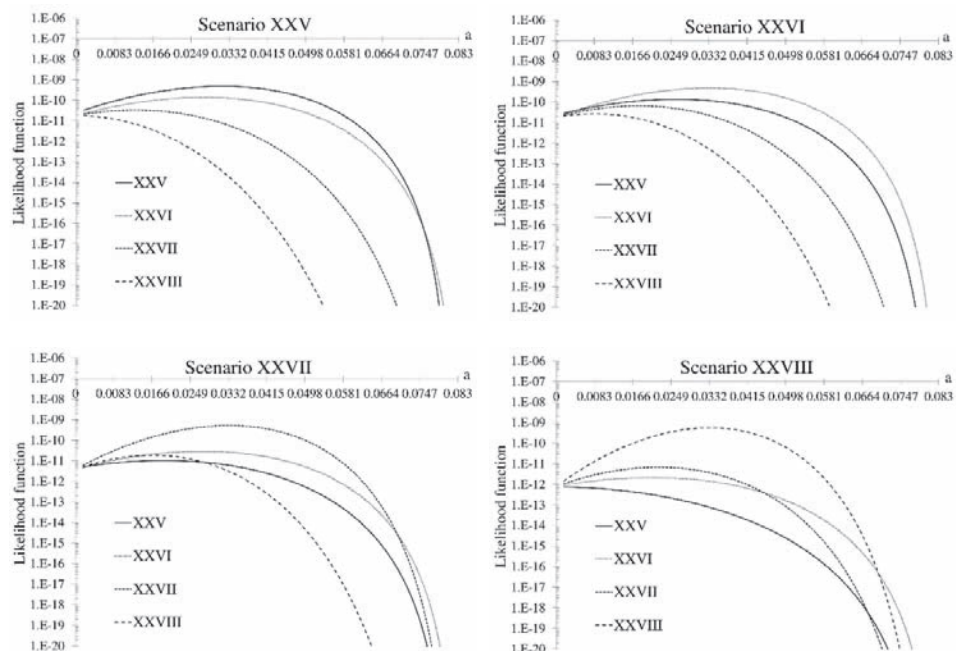 Scenario XXV
1.E-06
1.E-07
1.E-08
1.E-09
1.E-10
1.E-11
1.E-12
1.E-13
1.E-14
1.E-15
1.E-16
1.E-17
1.E-18
1.E-19
1.E-20
Likelihood function
a
0 0.0083 0.0166 0.0249 0.0332 0.0415 0.0498 0.0581 0.0664 0.0747 0.083
XXV
XXVI
XXVII
XXVIII
Scenario XXVI
1.E-06
1.E-07
1.E-08
1.E-09
1.E-10
1.E-11
1.E-12
1.E-13
1.E-14
1.E-15
1.E-16
1.E-17
1.E-18
1.E-19
1.E-20
Likelihood function
a
0 0.0083 0.0166 0.0249 0.0332 0.0415 0.0498 0.0581 0.0664 0.0747 0.083
XXV
XXVI
XXVII
XXVIII
Scenario XXVII
1.E-06
1.E-07
1.E-08
1.E-09
1.E-10
1.E-11
1.E-12
1.E-13
1.E-14
1.E-15
1.E-16
1.E-17
1.E-18
1.E-19
1.E-20
Likelihood function
a
0 0.0083 0.0166 0.0249 0.0332 0.0415 0.0498 0.0581 0.0664 0.0747 0.083
XXV
XXVI
XXVII
XXVIII
Scenario XXVIII
1.E-06
1.E-07
1.E-08
1.E-09
1.E-10
1.E-11
1.E-12
1.E-13
1.E-14
1.E-15
1.E-16
1.E-17
1.E-18
1.E-19
1.E-20
Likelihood function
a
0 0.0083 0.0166 0.0249 0.0332 0.0415 0.0498 0.0581 0.0664 0.0747 0.083
XXV
XXVI
XXVII
XXVIII